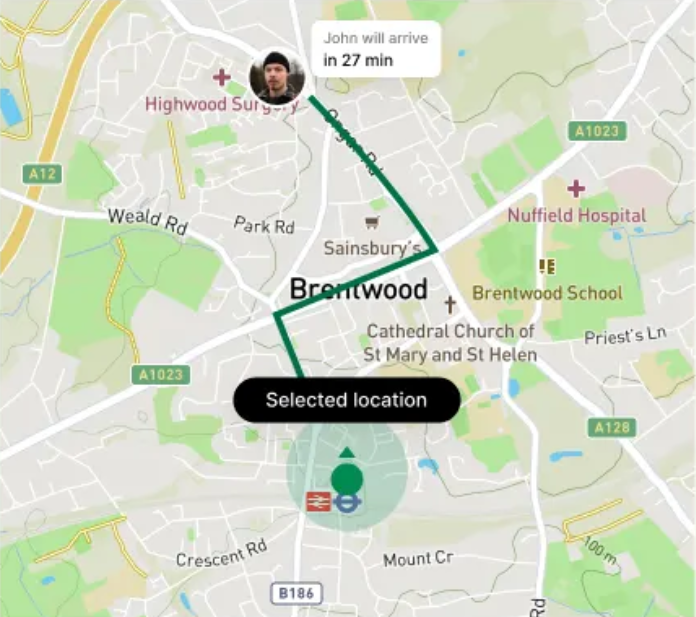 John will arrive
in 27 min
Highwood Surgery
Ongar Rd
A1023
A12
Weald Rd
Park Rd
Nuffield Hospital
Sainsbury's
Brentwood
Brentwood School
Cathedral Church of
St Mary and St Helen
Priest's Ln
A1023
Selected location
A128
Crescent Rd
Mount Cr
100 m
B186
Rd